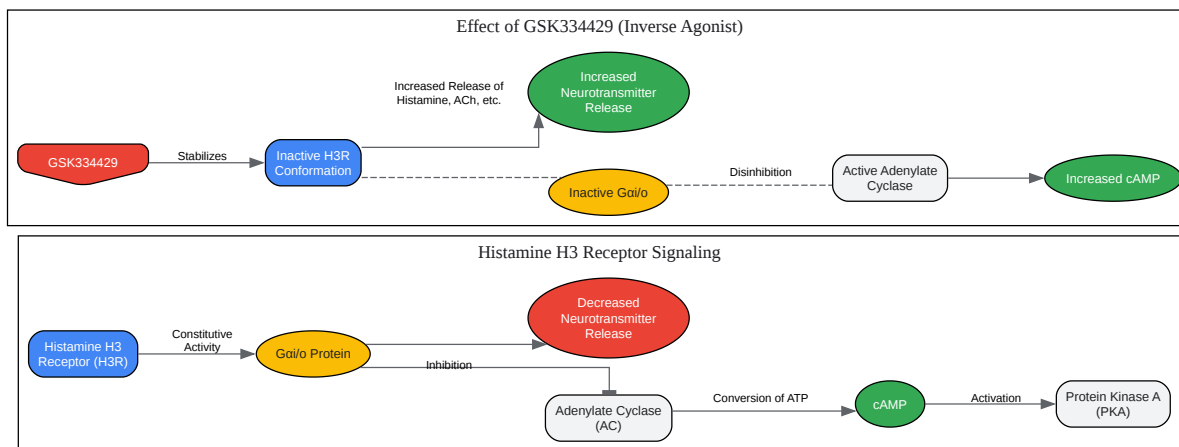 Effect of GSK334429 (Inverse Agonist)
Increased Release of
Histamine, ACh, etc.
Increased
Neurotransmitter
Release
GSK334429
Stabilizes
Inactive H3R
Conformation
Inactive Gαi/o
Disinhibition
Active Adenylate
Cyclase
Increased cAMP
Histamine H3 Receptor Signaling
Histamine H3
Receptor (H3R)
Constitutive
Activity
Gαi/o Protein
Decreased
Neurotransmitter
Release
Inhibition
Adenylate Cyclase
(AC)
Conversion of ATP
cAMP
Activation
Protein Kinase A
(PKA)